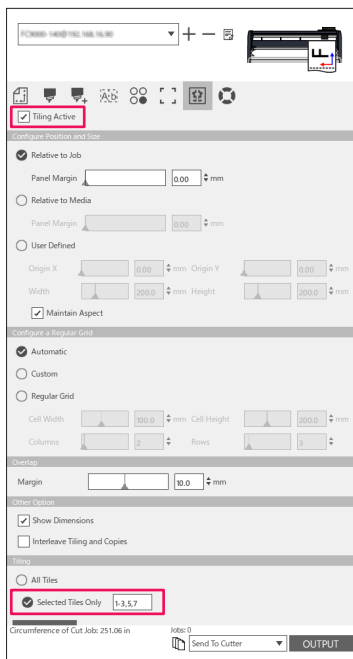 Tiling Active
Configure Position and Size
Relative to Job
Panel Margin 0.00 mm
Relative to Media
Panel Margin 0.00 mm
User Defined
Origin X 0.00 mm Origin Y 0.00 mm
Width 200.0 mm Height 200.0 mm
Maintain Aspect
Configure a Regular Grid
Automatic
Custom
Regular Grid
Cell Width 100.0 mm Cell Height 200.0 mm
Columns 2 Rows 3
Overlap
Margin 10.0 mm
Other Option
Show Dimensions
Interleave Tiling and Copies
Tiling
All Tiles
Selected Tiles Only 1-3,5,7
Circumference of Cut Job: 251.06 in Jobs: 0
Send To Cutter OUTPUT